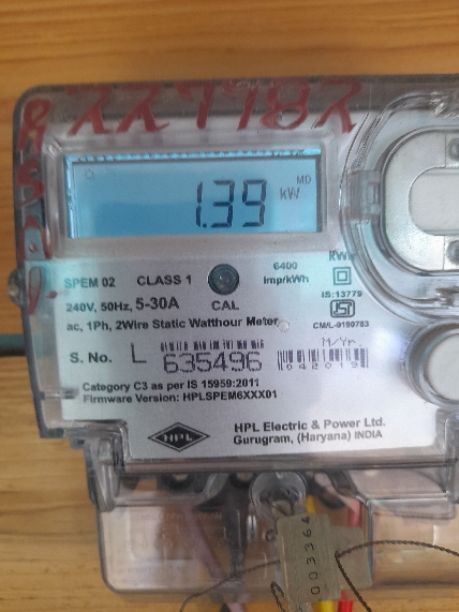 MD
1.39 kW
SPEM 02 CLASS 1 6400 imp/kWh
240V, 50Hz, 5-30A CAL IS:13779
ac, 1Ph, 2Wire Static Watthour Meter CM/L-9190783
M/Yr.
S. No. L 635496 042019
Category C3 as per IS 15959:2011
Firmware Version: HPLSPEM6XXX01
HPL
HPL Electric & Power Ltd.
Gurugram, (Haryana) INDIA
003364